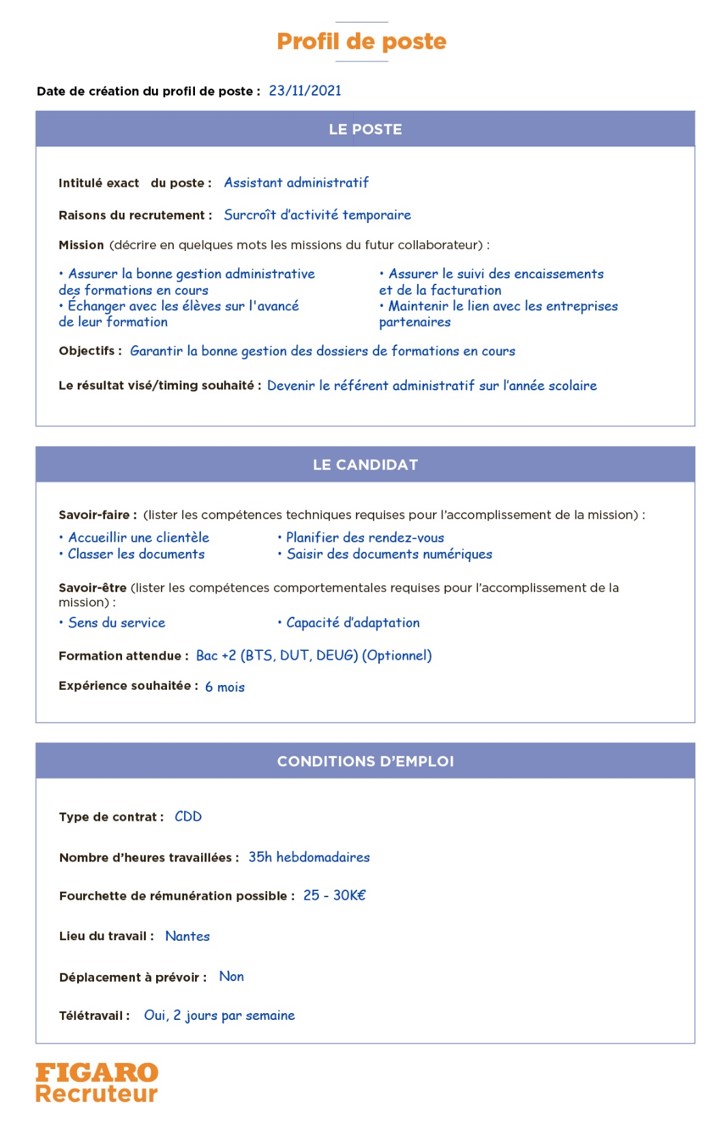 Profil de poste
Date de création du profil de poste : 23/11/2021
LE POSTE
Intitulé exact du poste : Assistant administratif
Raisons du recrutement : Surcroît d'activité temporaire
Mission (décrire en quelques mots les missions du futur collaborateur) :
• Assurer la bonne gestion administrative
des formations en cours
• Échanger avec les élèves sur l'avancé
de leur formation
• Assurer le suivi des encaissements
et de la facturation
• Maintenir le lien avec les entreprises
partenaires
Objectifs : Garantir la bonne gestion des dossiers de formations en cours
Le résultat visé/timing souhaité : Devenir le référent administratif sur l'année scolaire
LE CANDIDAT
Savoir-faire : (lister les compétences techniques requises pour l'accomplissement de la mission) :
• Accueillir une clientèle
• Classer les documents
• Planifier des rendez-vous
• Saisir des documents numériques
Savoir-être (lister les compétences comportementales requises pour l'accomplissement de la
mission) :
• Sens du service
• Capacité d'adaptation
Formation attendue : Bac +2 (BTS, DUT, DEUG) (Optionnel)
Expérience souhaitée : 6 mois
CONDITIONS D'EMPLOI
Type de contrat : CDD
Nombre d'heures travaillées : 35h hebdomadaires
Fourchette de rémunération possible : 25 - 30K€
Lieu du travail : Nantes
Déplacement à prévoir : Non
Télétravail : Oui, 2 jours par semaine
FIGARO
Recruteur